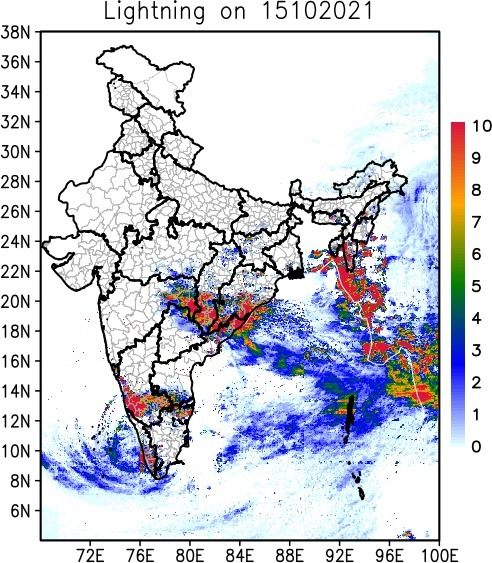 Lightning on 15102021
38N
36N
34N
32N
30N
28N
26N
24N
22N
20N
18N
16N
14N
12N
10N
8N
6N
72E 76E 80E 84E 88E 92E 96E 100E
10
9
8
7
6
5
4
3
2
1
0